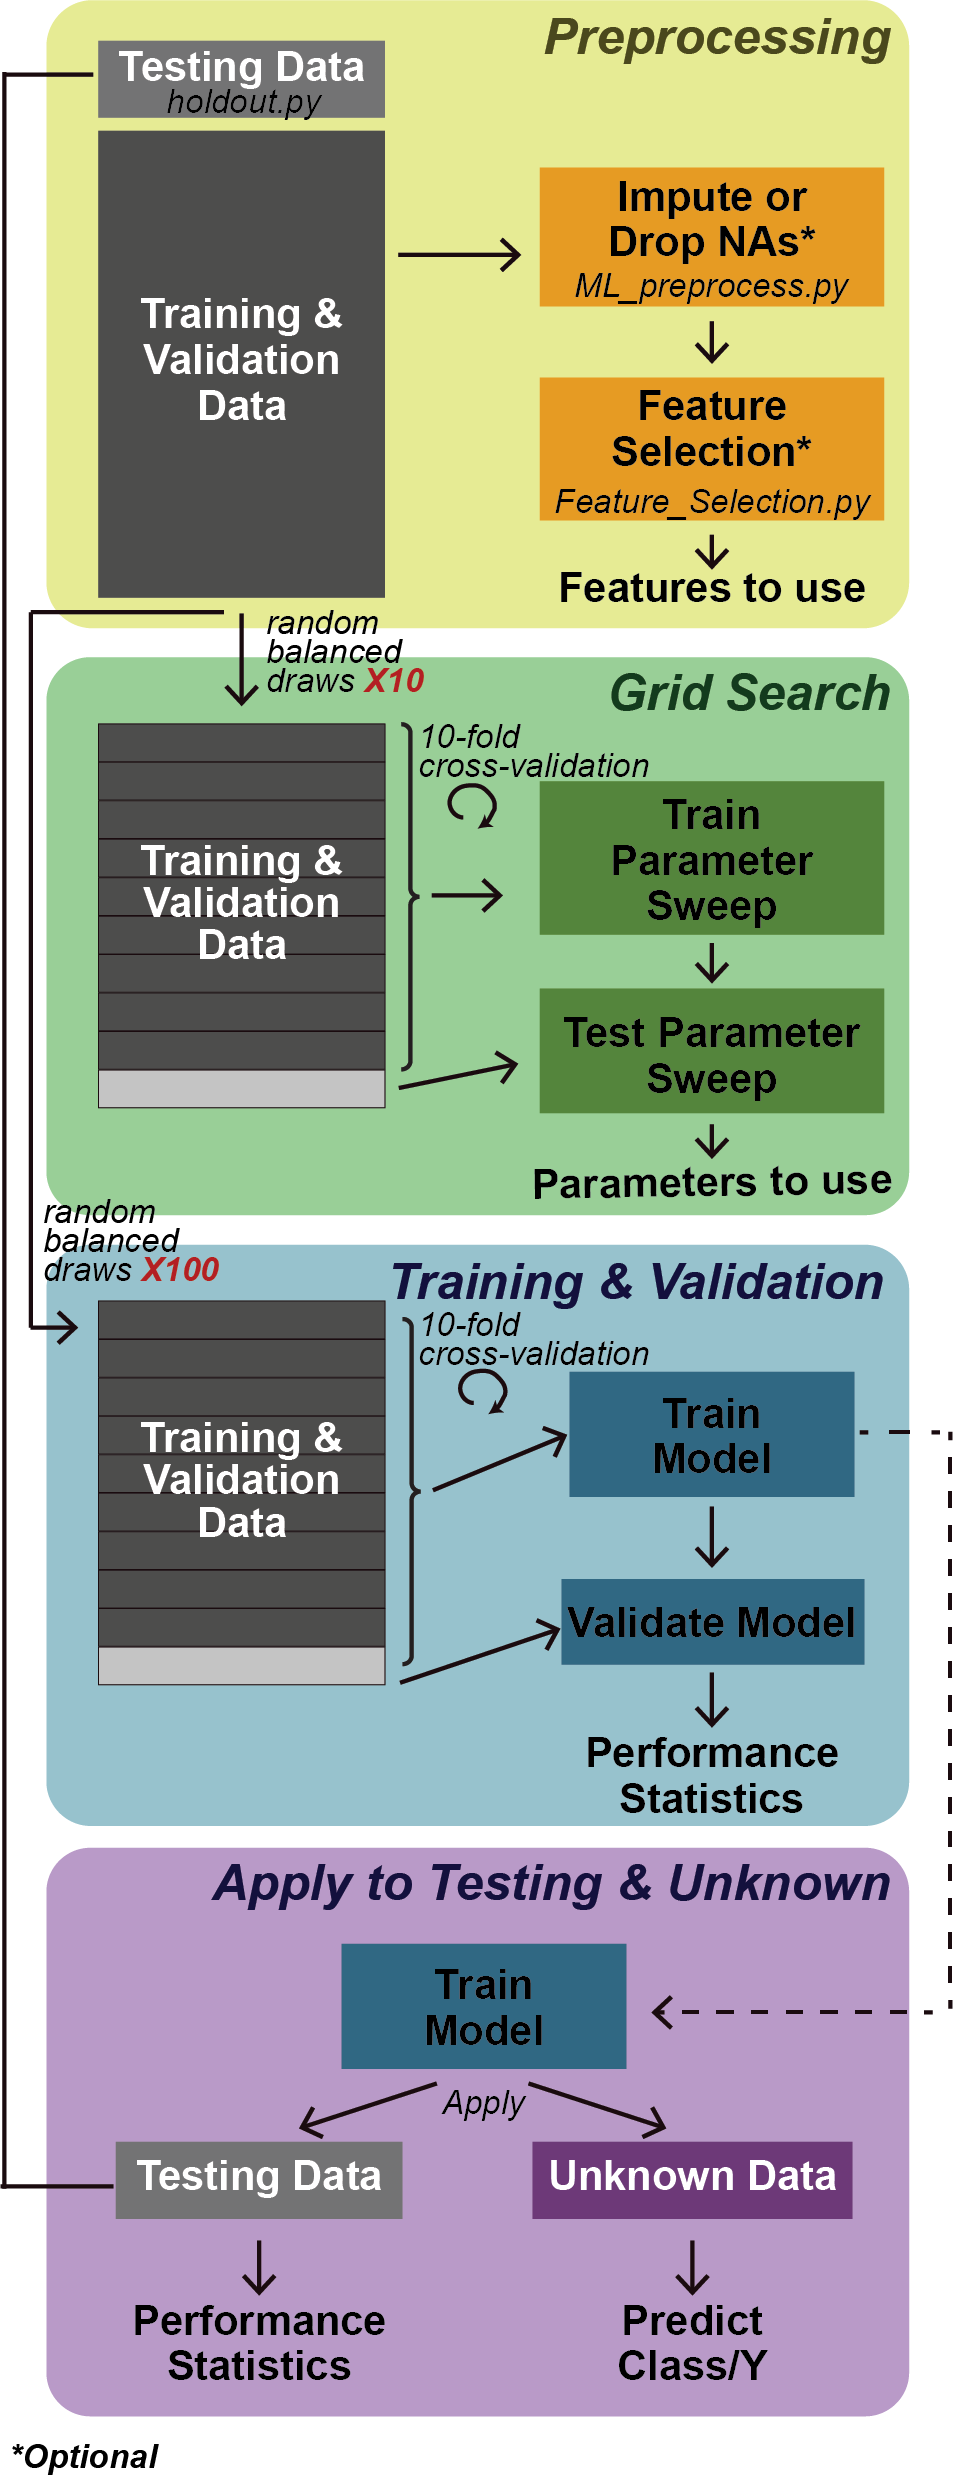 Preprocessing
Testing Data
holdout.py
Training &
Validation
Data
Impute or
Drop NAs*
ML_preprocess.py
Feature
Selection*
Feature_Selection.py
Features to use
random
balanced
draws X10
Grid Search
10-fold
cross-validation
Training &
Validation
Data
Train
Parameter
Sweep
Test Parameter
Sweep
Parameters to use
random
balanced
draws X100
Training & Validation
10-fold
cross-validation
Training &
Validation
Data
Train
Model
Validate Model
Performance
Statistics
Apply to Testing & Unknown
Train
Model
Apply
Testing Data
Unknown Data
Performance
Statistics
Predict
Class/Y
*Optional